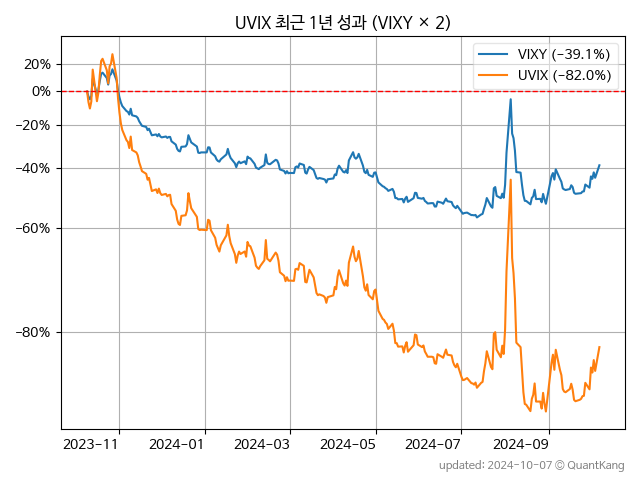 UVIX 최근 1년 성과 (VIXY × 2)
VIXY (−39.1%)
UVIX (−82.0%)
20%
0%
−20%
−40%
−60%
−80%
2023-11 2024-01 2024-03 2024-05 2024-07 2024-09
updated: 2024-10-07 © QuantKang